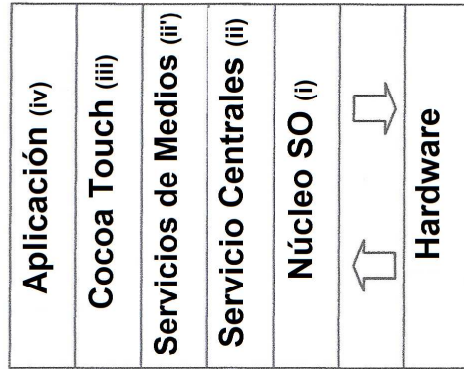 Aplicación (iv)
Cocoa Touch (iii)
Servicios de Medios (ii')
Servicio Centrales (ii)
Núcleo SO (i)
Hardware